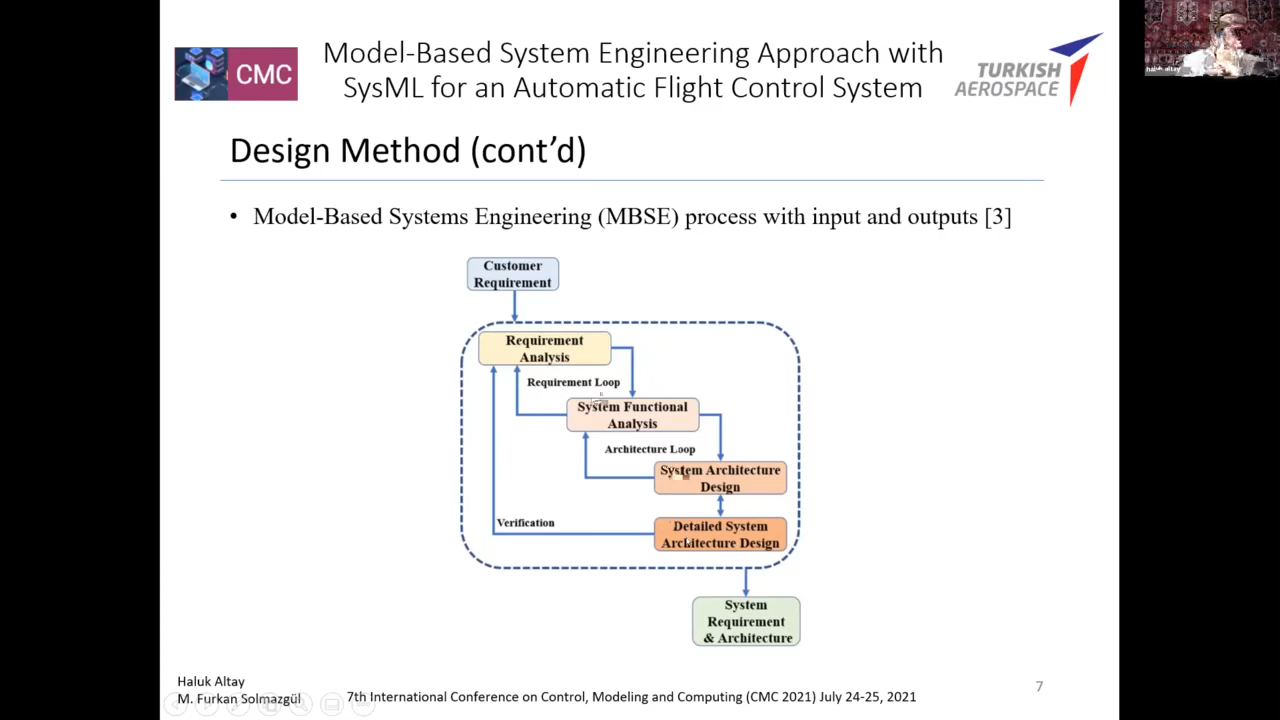 CMC
Model-Based System Engineering Approach with
SysML for an Automatic Flight Control System
TURKISH
AEROSPACE
haluk altay
Design Method (cont’d)
• Model-Based Systems Engineering (MBSE) process with input and outputs [3]
Customer
Requirement
Requirement
Analysis
Requirement Loop
System Functional
Analysis
Architecture Loop
System Architecture
Design
Verification
Detailed System
Architecture Design
System
Requirement
& Architecture
Haluk Altay
M. Furkan Solmazgül
7th International Conference on Control, Modeling and Computing (CMC 2021) July 24-25, 2021
7